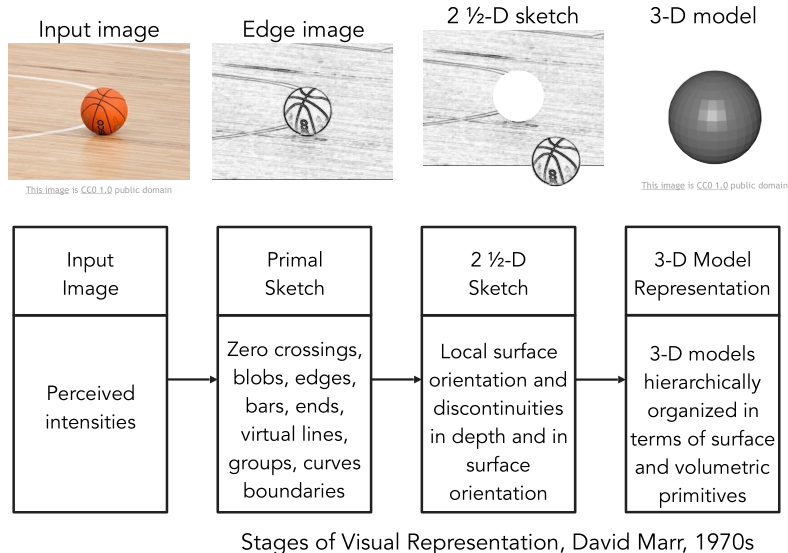 Input image
Edge image
2 ½-D sketch
3-D model
This image is CC0 1.0 public domain
This image is CC0 1.0 public domain
Input
Image
Perceived
intensities
Primal
Sketch
Zero crossings,
blobs, edges,
bars, ends,
virtual lines,
groups, curves
boundaries
2 ½-D
Sketch
Local surface
orientation and
discontinuities
in depth and in
surface
orientation
3-D Model
Representation
3-D models
hierarchically
organized in
terms of surface
and volumetric
primitives
Stages of Visual Representation, David Marr, 1970s